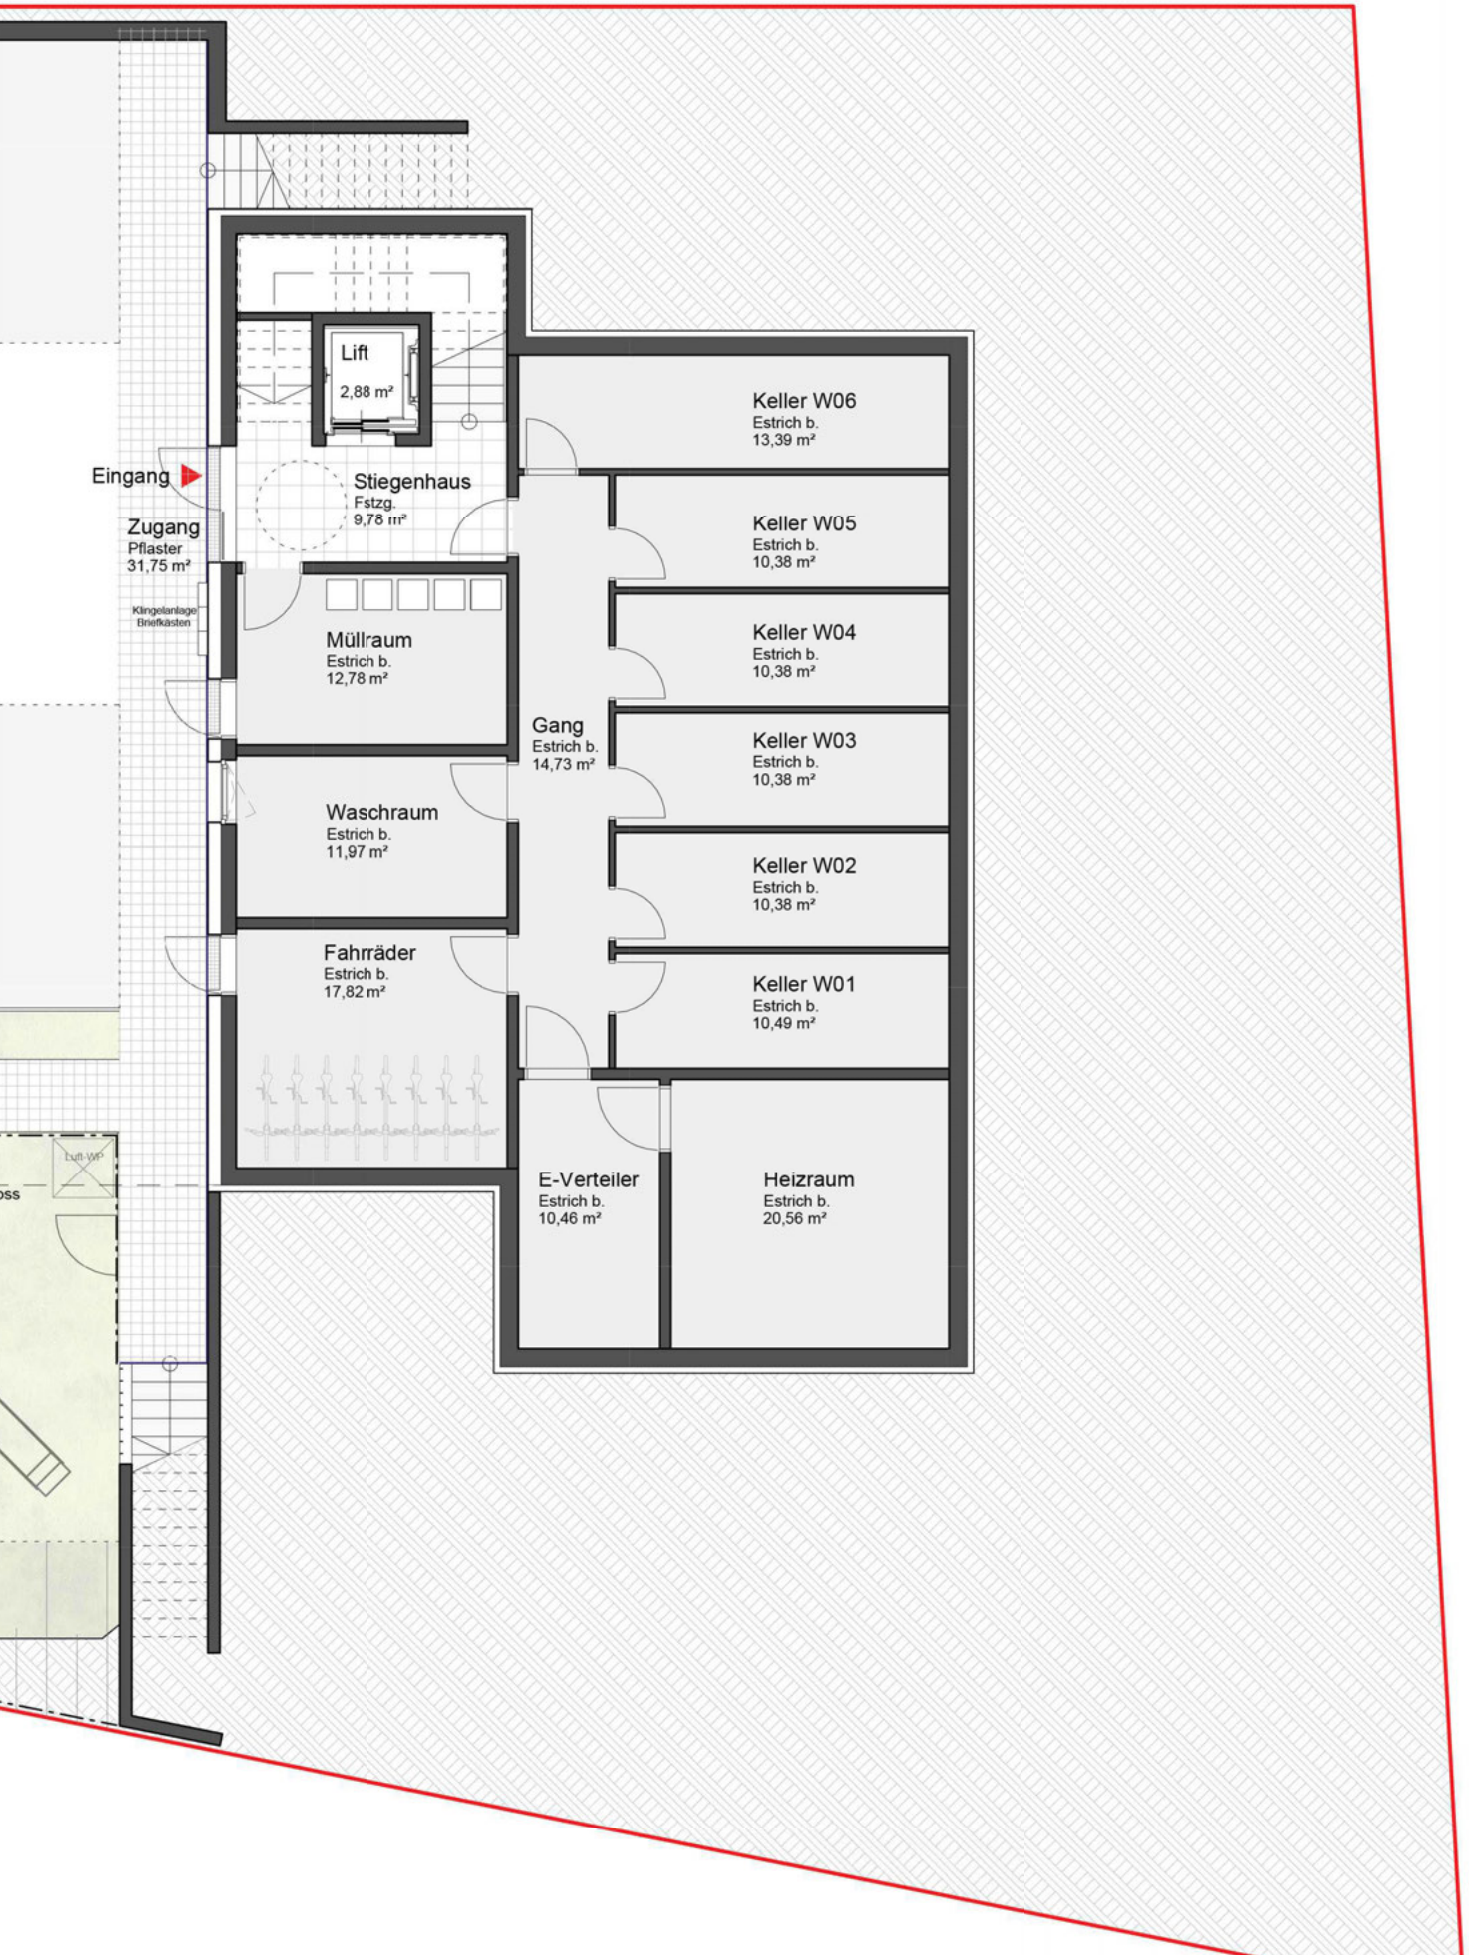 Lift
2,88 m²
Keller W06
Estrich b.
13,39 m²
Eingang
Stiegenhaus
Fstzg.
9,78 m²
Zugang
Pflaster
31,75 m²
Keller W05
Estrich b.
10,38 m²
Klingelanlage
Briefkästen
Müllraum
Estrich b.
12,78 m²
Keller W04
Estrich b.
10,38 m²
Gang
Estrich b.
14,73 m²
Keller W03
Estrich b.
10,38 m²
Waschraum
Estrich b.
11,97 m²
Keller W02
Estrich b.
10,38 m²
Fahrräder
Estrich b.
17,82 m²
Keller W01
Estrich b.
10,49 m²
Luft-WP
oss
E-Verteiler
Estrich b.
10,46 m²
Heizraum
Estrich b.
20,56 m²